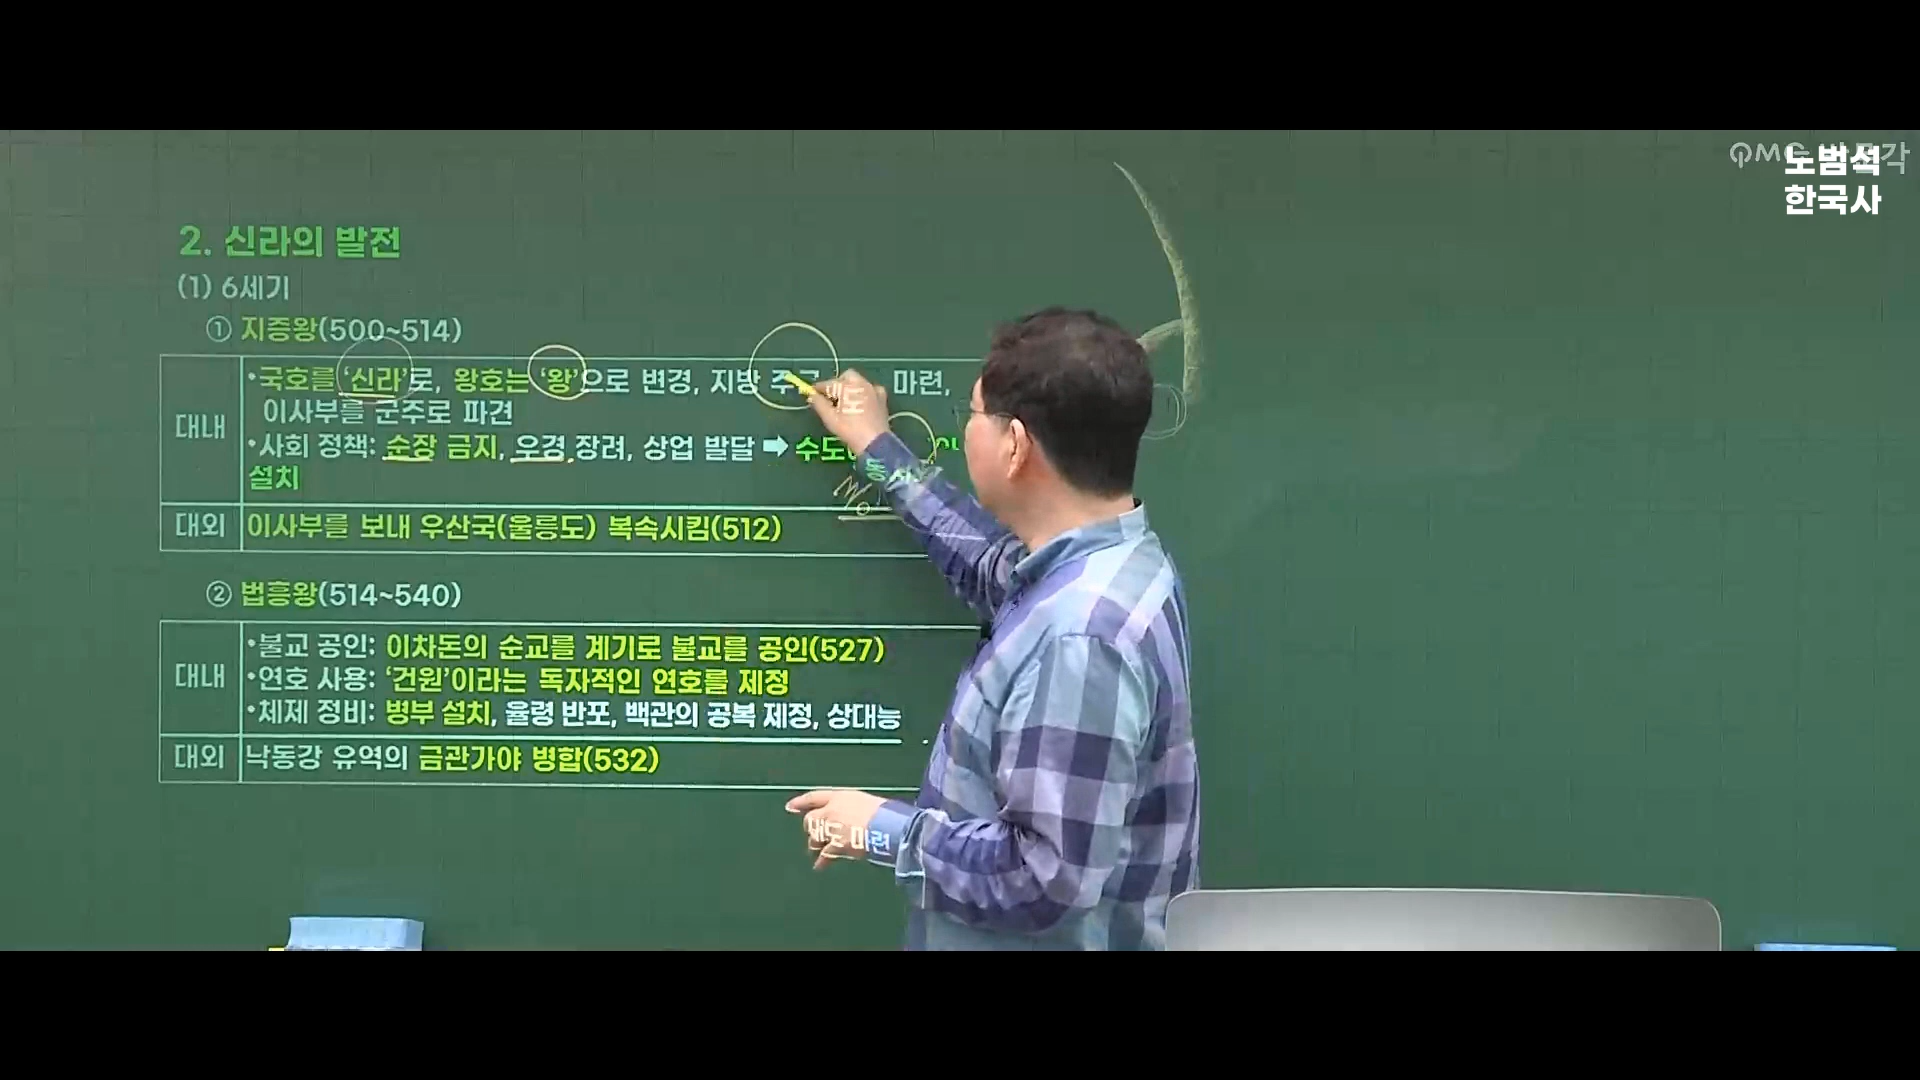 노범석
한국사
2. 신라의 발전
(1) 6세기
① 지증왕(500~514)
대내
•국호를 '신라'로, 왕호는 '왕'으로 변경, 지방 제도 마련,
이사부를 군주로 파견
•사회 정책: 순장 금지, 우경 장려, 상업 발달 ➡ 수도
설치
대외
이사부를 보내 우산국(울릉도) 복속시킴(512)
② 법흥왕(514~540)
대내
•불교 공인: 이차돈의 순교를 계기로 불교를 공인(527)
•연호 사용: '건원'이라는 독자적인 연호를 제정
•체제 정비: 병부 설치, 율령 반포, 백관의 공복 제정, 상대능
제도 마련
대외
낙동강 유역의 금관가야 병합(532)